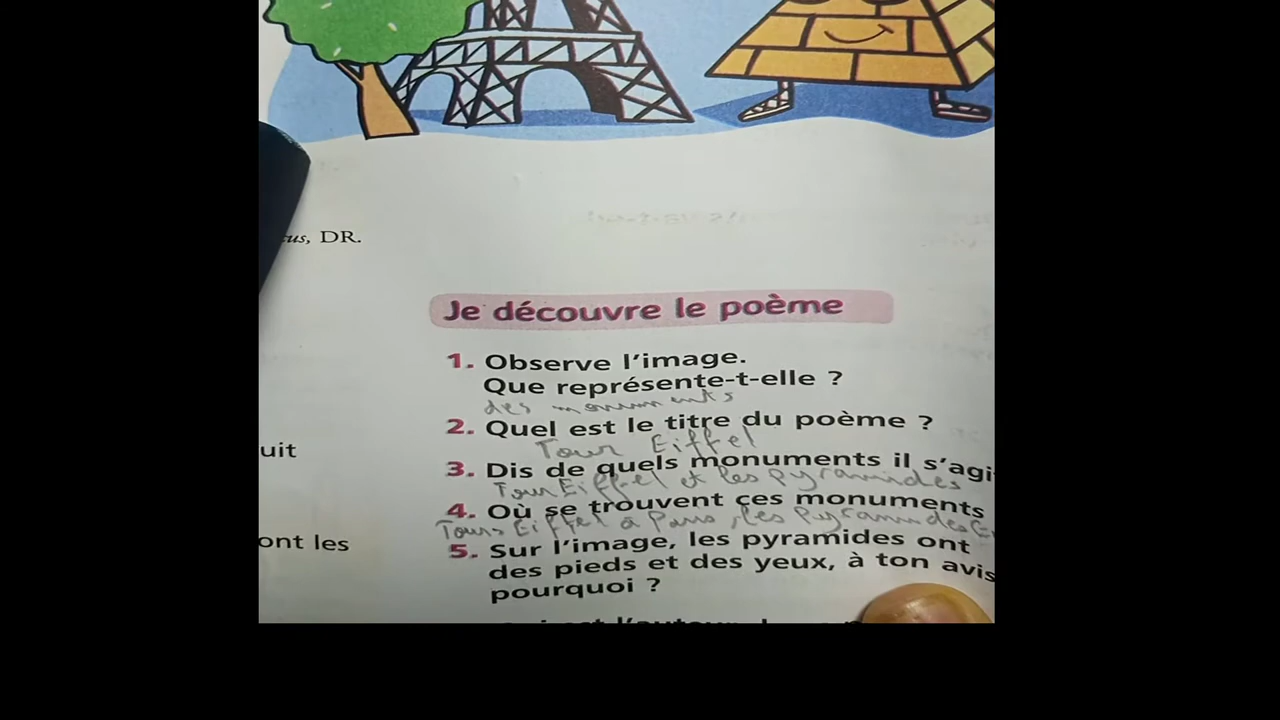 cus, DR.
Je découvre le poème
1. Observe l'image.
Que représente-t-elle ?
des monuments
2. Quel est le titre du poème ?
Tour Eiffel
3. Dis de quels monuments il s'agi
Tour Eiffel et les pyramides
4. Où se trouvent ces monuments
Tour Eiffel à Paris, les Pyramides
5. Sur l'image, les pyramides ont
des pieds et des yeux, à ton avis
pourquoi ?
uit
ont les